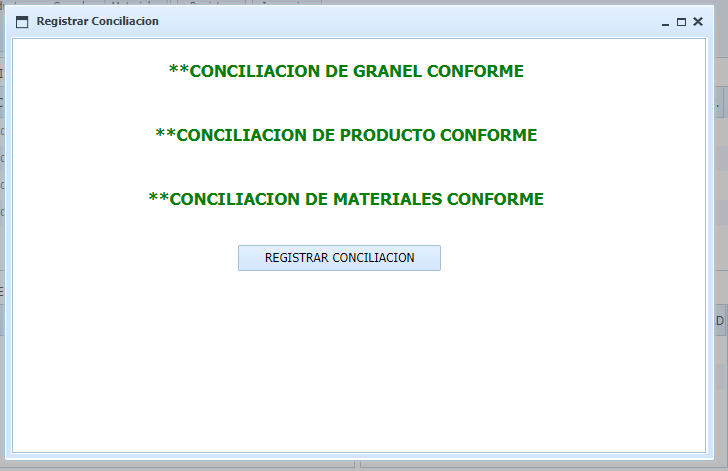 Registrar Conciliacion
**CONCILIACION DE GRANEL CONFORME
**CONCILIACION DE PRODUCTO CONFORME
**CONCILIACION DE MATERIALES CONFORME
REGISTRAR CONCILIACION